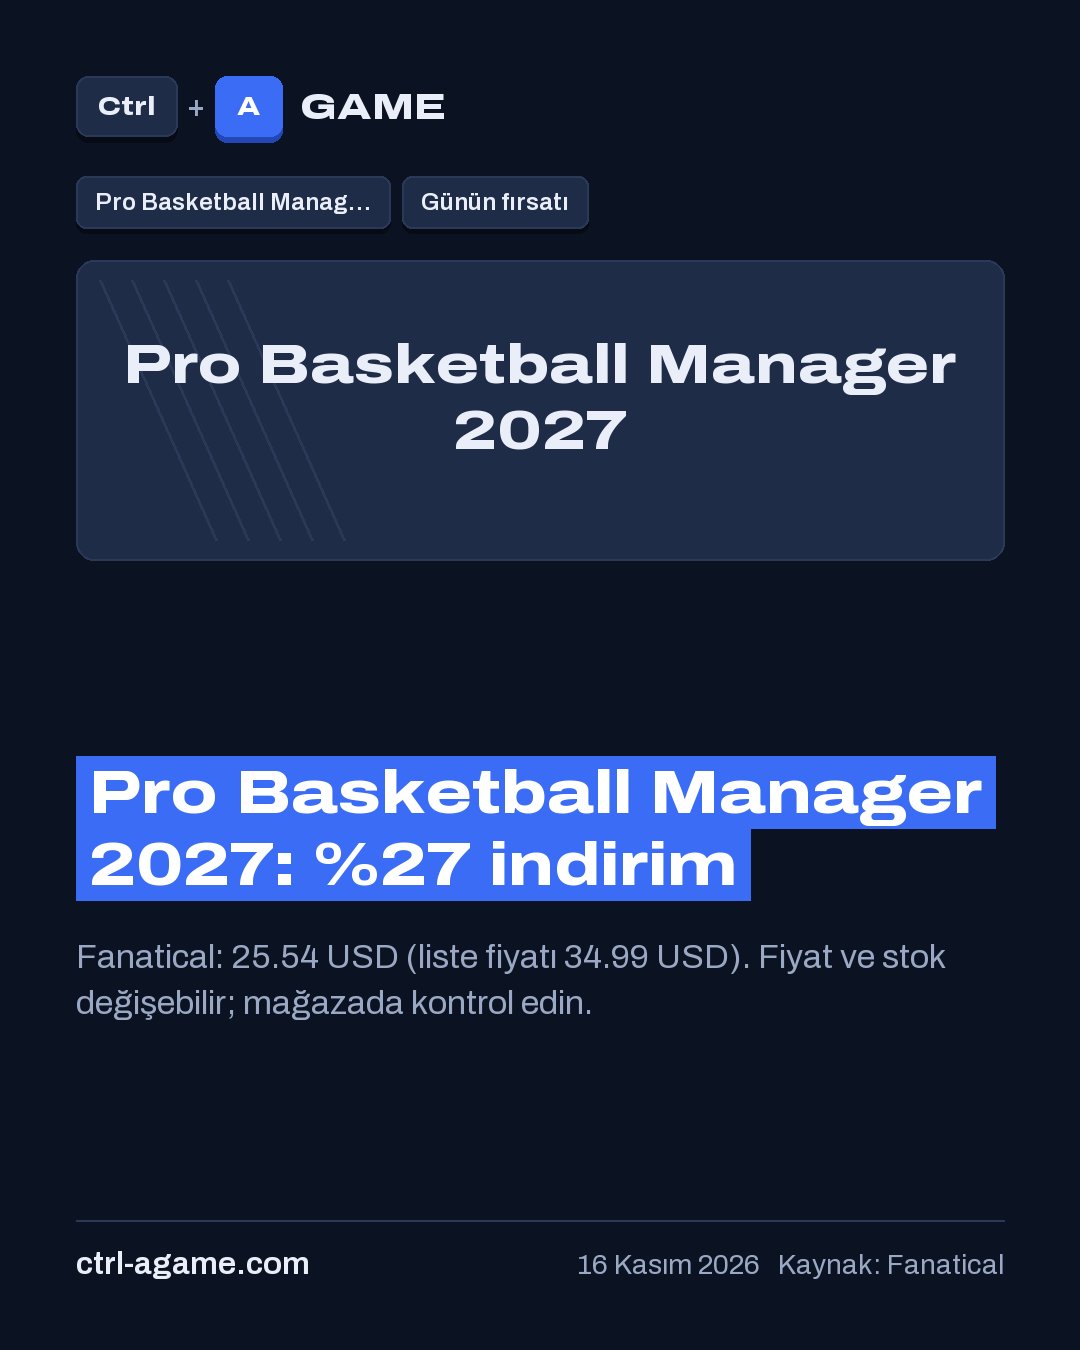 Ctrl + A GAME
Pro Basketball Manag... Günün fırsatı
Pro Basketball Manager
2027
Pro Basketball Manager
2027: %27 indirim
Fanatical: 25.54 USD (liste fiyatı 34.99 USD). Fiyat ve stok
değişebilir; mağazada kontrol edin.
ctrl-agame.com 16 Kasım 2026 Kaynak: Fanatical